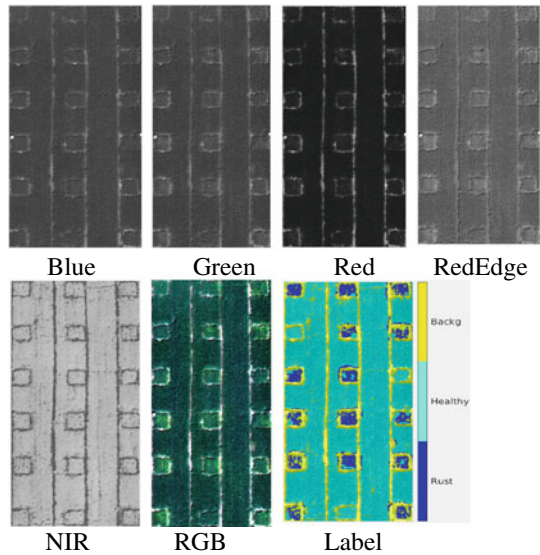 Blue Green Red RedEdge
Backg
Healthy
Rust
NIR RGB Label